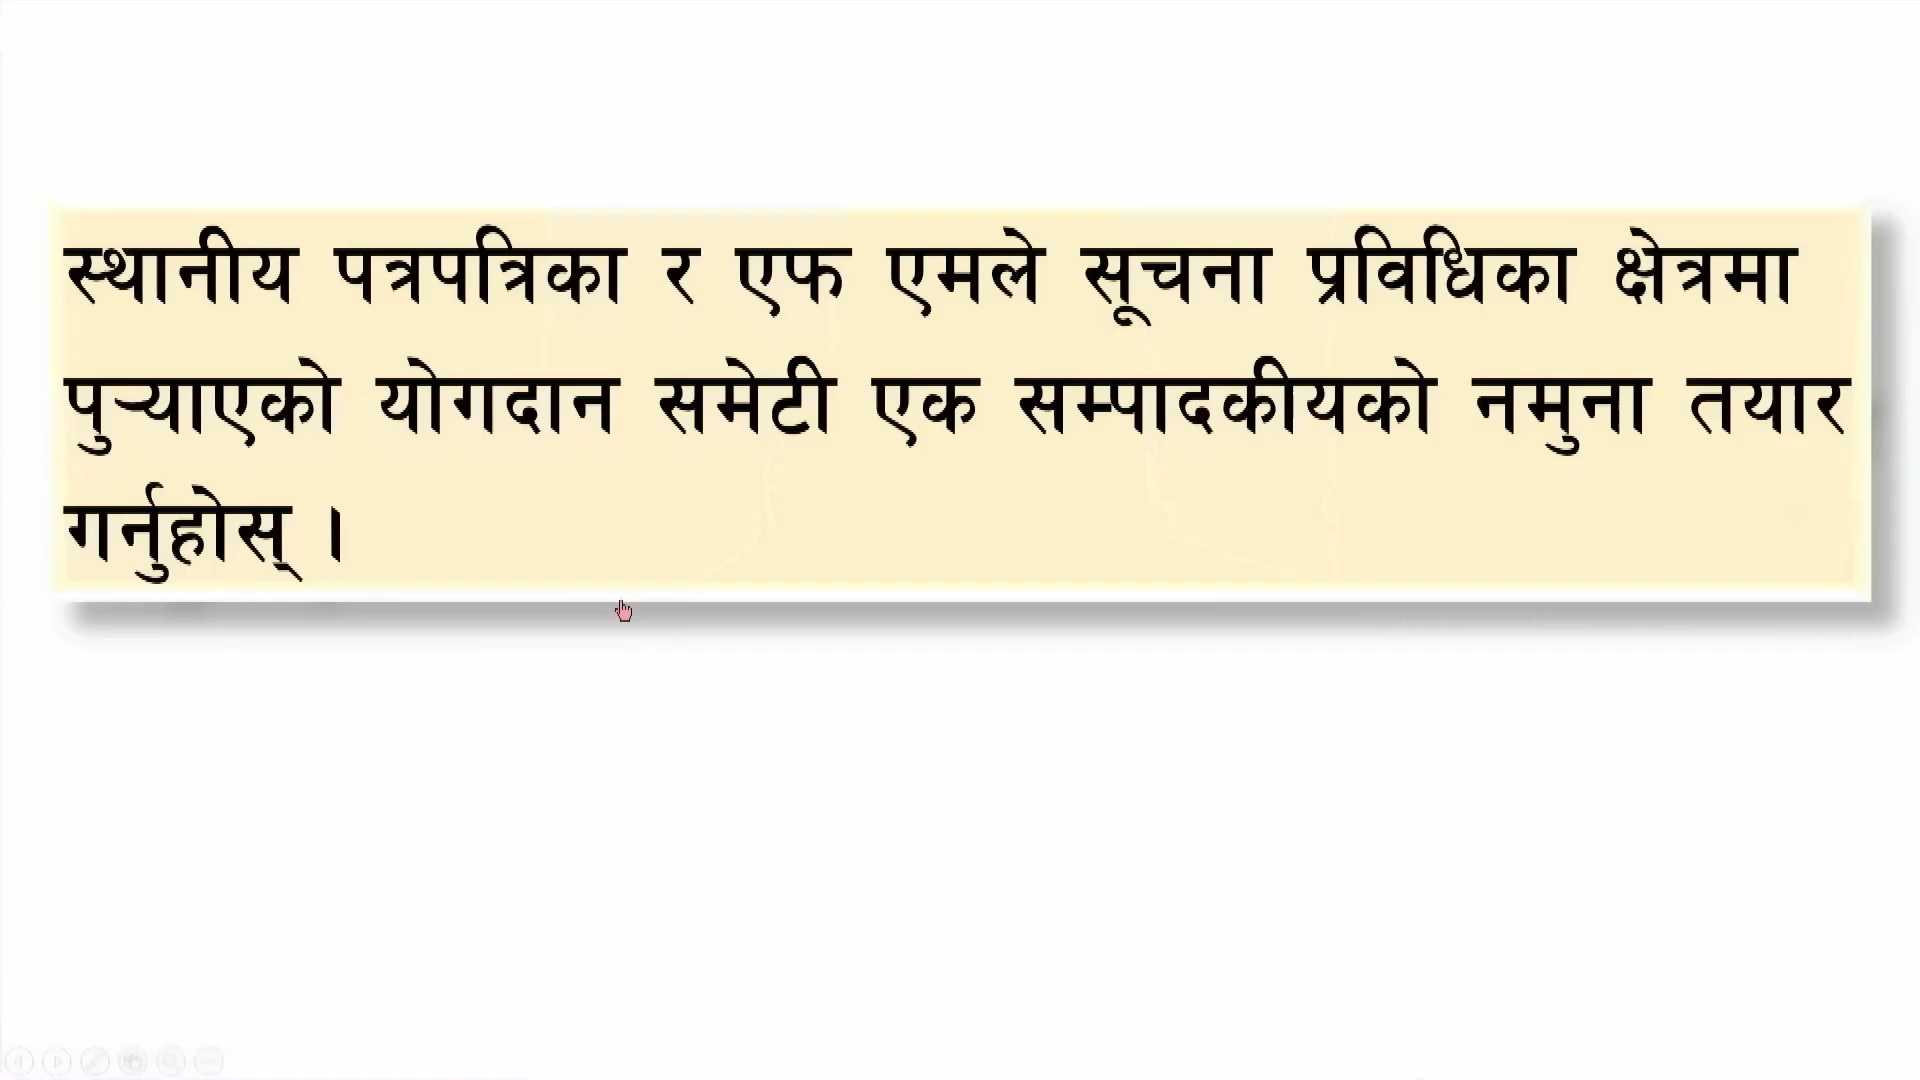 स्थानीय पत्रपत्रिका र एफ एमले सूचना प्रविधिका क्षेत्रमा
पुर्‍याएको योगदान समेटी एक सम्पादकीयको नमुना तयार
गर्नुहोस् ।